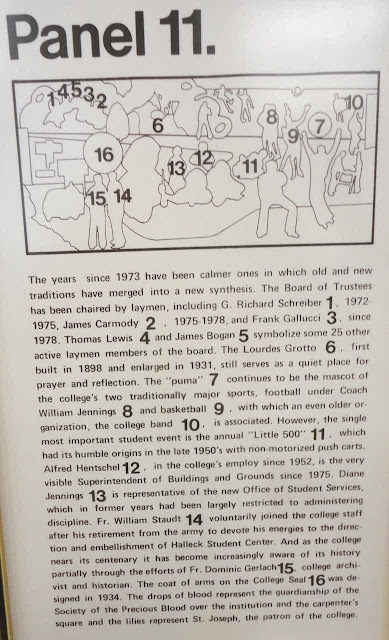 Panel 11.
1 4 5 3 2
6
8
7
10
9
16
13
12
11
15
14
The years since 1973 have been calmer ones in which old and new
traditions have merged into a new synthesis. The Board of Trustees
has been chaired by laymen, including G. Richard Schreiber 1, 1972-
1975, James Carmody 2, 1975-1978, and Frank Gallucci 3, since
1978. Thomas Lewis 4 and James Bogan 5 symbolize some 25 other
active laymen members of the board. The Lourdes Grotto 6, first
built in 1898 and enlarged in 1931, still serves as a quiet place for
prayer and reflection. The "puma" 7 continues to be the mascot of
the college's two traditionally major sports, football under Coach
William Jennings 8 and basketball 9, with which an even older or-
ganization, the college band 10, is associated. However, the single
most important student event is the annual "Little 500" 11, which
had its humble origins in the late 1950's with non-motorized push carts.
Alfred Hentschel 12, in the college's employ since 1952, is the very
visible Superintendent of Buildings and Grounds since 1975. Diane
Jennings 13 is representative of the new Office of Student Services,
which in former years had been largely restricted to administering
discipline. Fr. William Staudt 14 voluntarily joined the college staff
after his retirement from the army to devote his energies to the direc-
tion and embellishment of Halleck Student Center. And as the college
nears its centenary it has become increasingly aware of its history
partially through the efforts of Fr. Dominic Gerlach 15, college archi-
vist and historian. The coat of arms on the College Seal 16 was de-
signed in 1934. The drops of blood represent the guardianship of the
Society of the Precious Blood over the institution and the carpenter's
square and the lilies represent St. Joseph, the patron of the college.